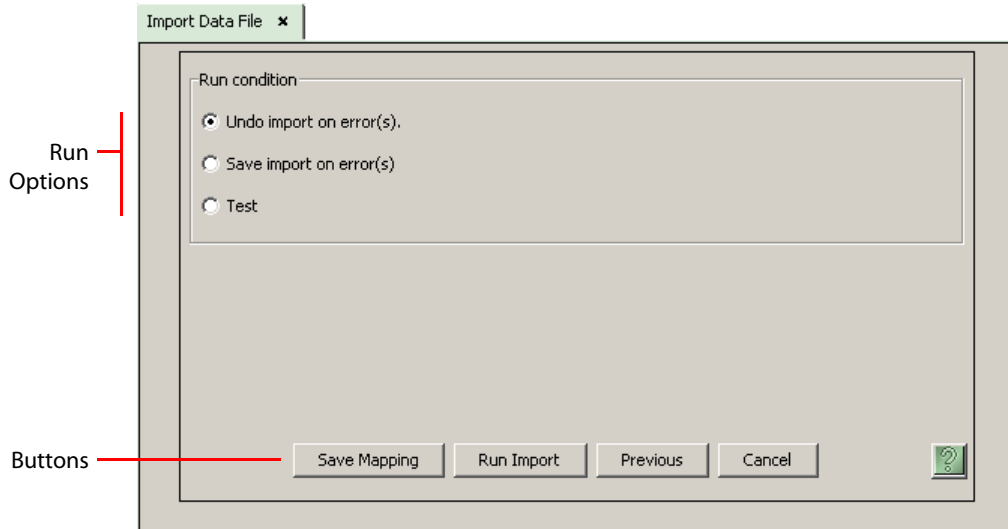 Import Data File ×
Run condition
Undo import on error(s).
Save import on error(s)
Test
Run
Options
Buttons
Save Mapping
Run Import
Previous
Cancel
?